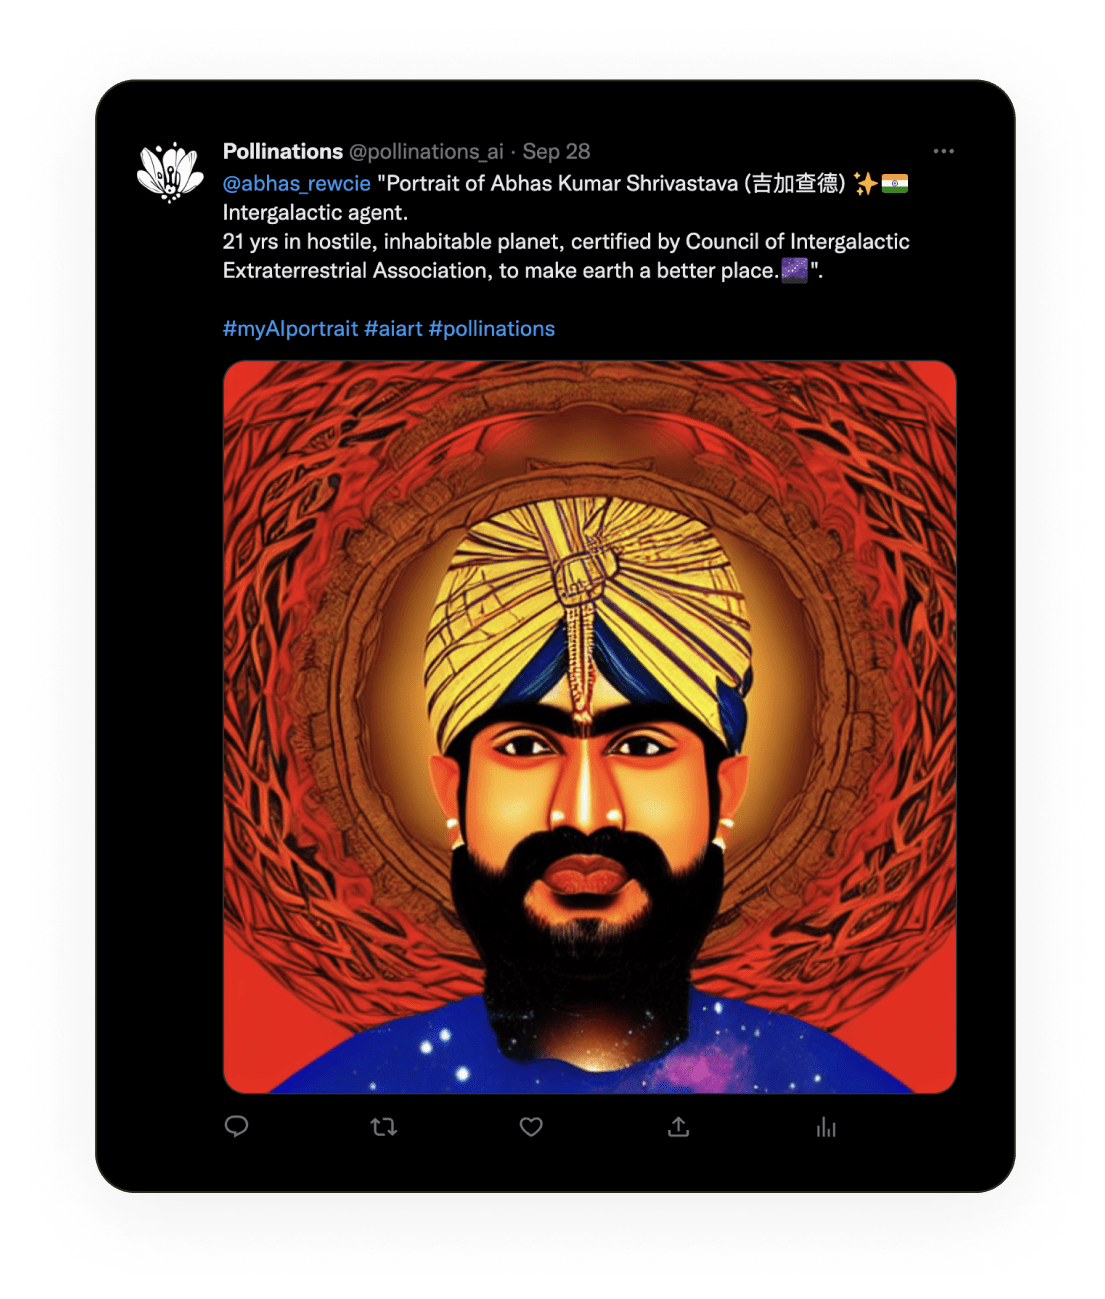 Pollinations @pollinations_ai · Sep 28
@abhas_rewcie "Portrait of Abhas Kumar Shrivastava (吉加查德) ✨🇮🇳
Intergalactic agent.
21 yrs in hostile, inhabitable planet, certified by Council of Intergalactic
Extraterrestrial Association, to make earth a better place.🌌".
#myAIportrait #aiart #pollinations